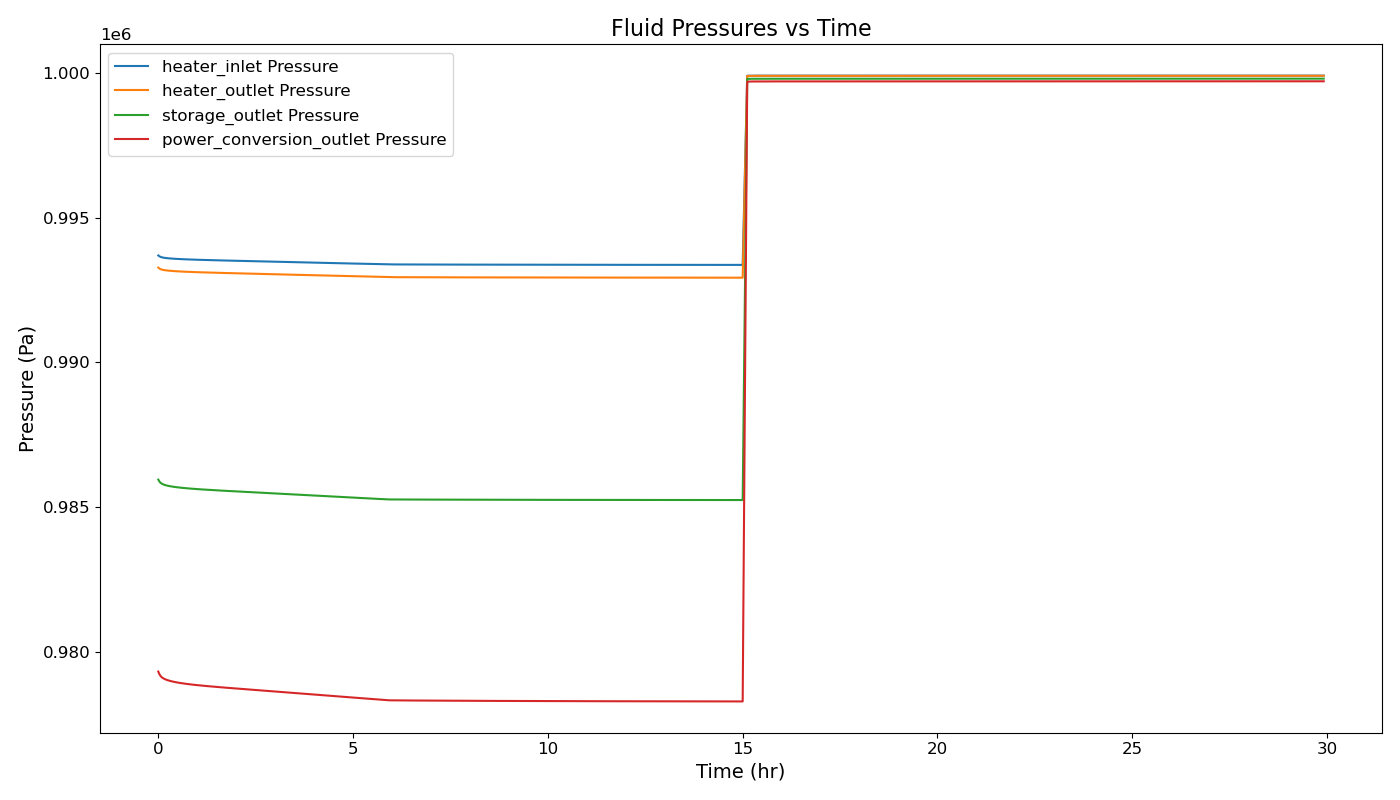 Fluid Pressures vs Time
1e6
heater_inlet Pressure
heater_outlet Pressure
storage_outlet Pressure
power_conversion_outlet Pressure
1.000
0.995
0.990
0.985
0.980
Pressure (Pa)
0 5 10 15 20 25 30
Time (hr)